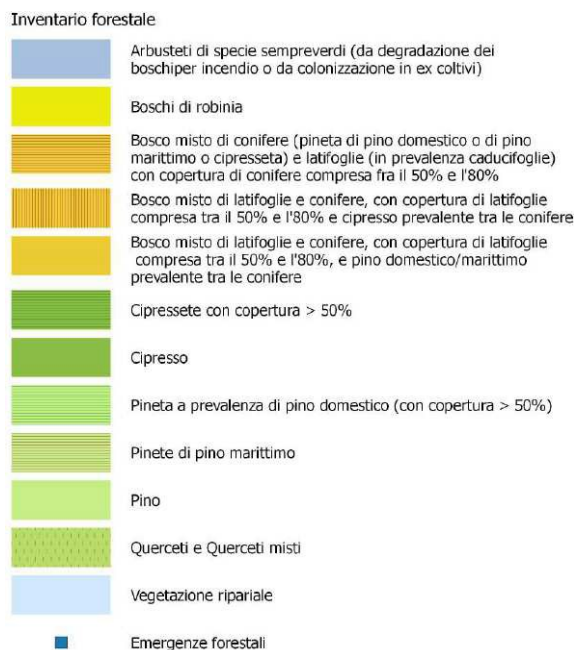 Inventario forestale
Arbusteti di specie sempreverdi (da degradazione dei
boschiper incendio o da colonizzazione in ex coltivi)
Boschi di robinia
Bosco misto di conifere (pineta di pino domestico o di pino
marittimo o cipresseta) e latifoglie (in prevalenza caducifoglie)
con copertura di conifere compresa fra il 50% e l'80%
Bosco misto di latifoglie e conifere, con copertura di latifoglie
compresa tra il 50% e l'80% e cipresso prevalente tra le conifere
Bosco misto di latifoglie e conifere, con copertura di latifoglie
compresa tra il 50% e l'80%, e pino domestico/marittimo
prevalente tra le conifere
Cipressete con copertura > 50%
Cipresso
Pineta a prevalenza di pino domestico (con copertura > 50%)
Pinete di pino marittimo
Pino
Querceti e Querceti misti
Vegetazione ripariale
Emergenze forestali